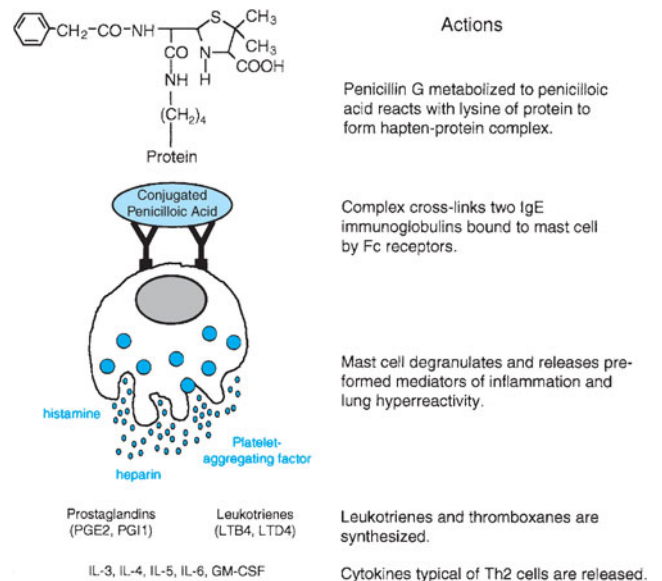 Actions
CH2–CO–NH
S
CH3
CH3
CO
N
H
COOH
NH
(CH2)4
Protein
Penicillin G metabolized to penicilloic
acid reacts with lysine of protein to
form hapten-protein complex.
Conjugated
Penicilloic Acid
Complex cross-links two IgE
immunoglobulins bound to mast cell
by Fc receptors.
Mast cell degranulates and releases pre-
formed mediators of inflammation and
lung hyperreactivity.
histamine
heparin
Platelet-
aggregating factor
Prostaglandins
(PGE2, PGI1)
Leukotrienes
(LTB4, LTD4)
Leukotrienes and thromboxanes are
synthesized.
IL-3, IL-4, IL-5, IL-6, GM-CSF
Cytokines typical of Th2 cells are released.